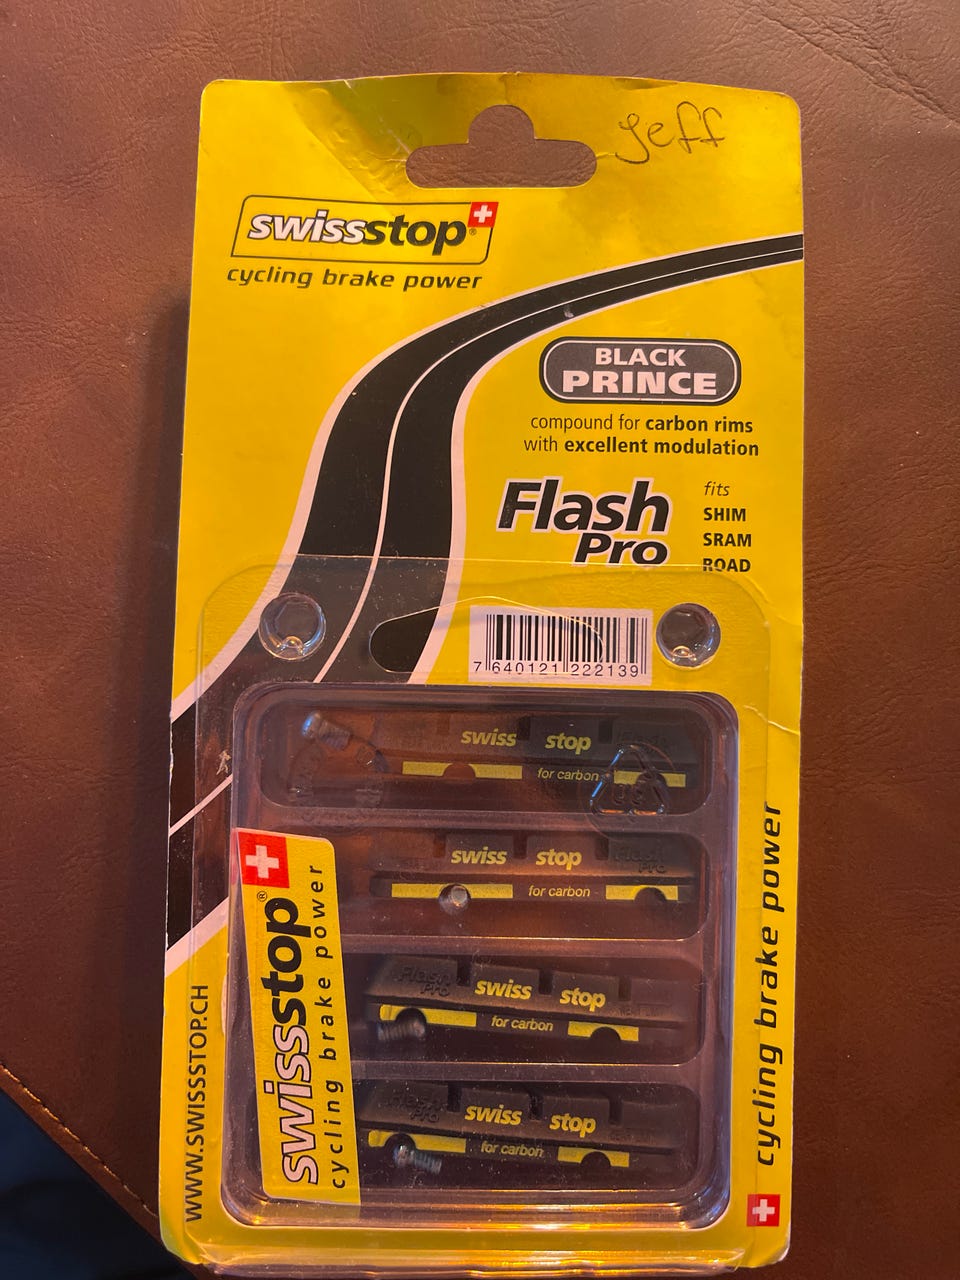 Jeff
swissstop®
cycling brake power
BLACK
PRINCE
compound for carbon rims
with excellent modulation
Flash
Pro
fits
SHIM
SRAM
ROAD
7 640121 222139
swiss stop
for carbon
swiss stop
Flash
Pro
for carbon
Flash
Pro
swiss stop
for carbon
Flash
Pro
swiss stop
for carbon
swissstop®
cycling brake power
WWW.SWISSSTOP.CH
cycling brake power